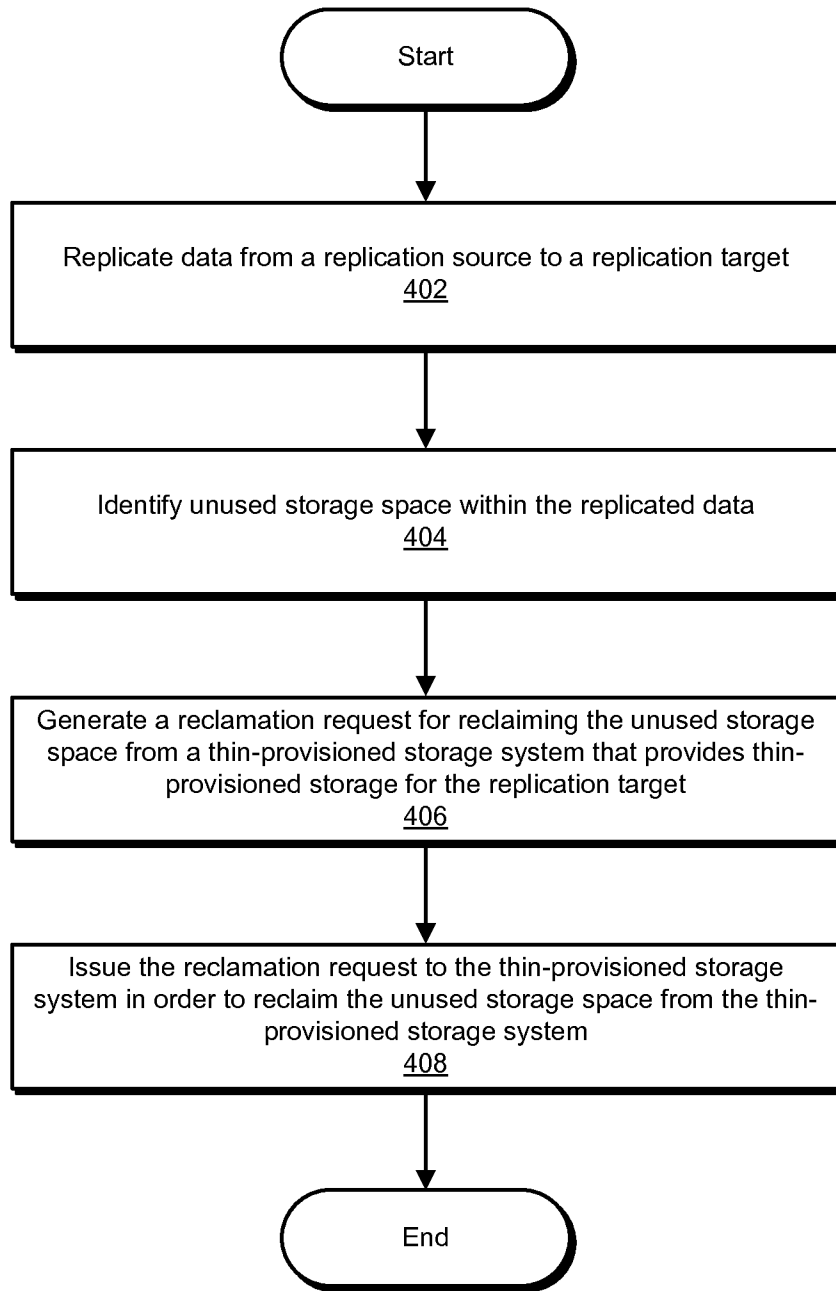 Start
Replicate data from a replication source to a replication target
402
Identify unused storage space within the replicated data
404
Generate a reclamation request for reclaiming the unused storage
space from a thin-provisioned storage system that provides thin-
provisioned storage for the replication target
406
Issue the reclamation request to the thin-provisioned storage
system in order to reclaim the unused storage space from the thin-
provisioned storage system
408
End